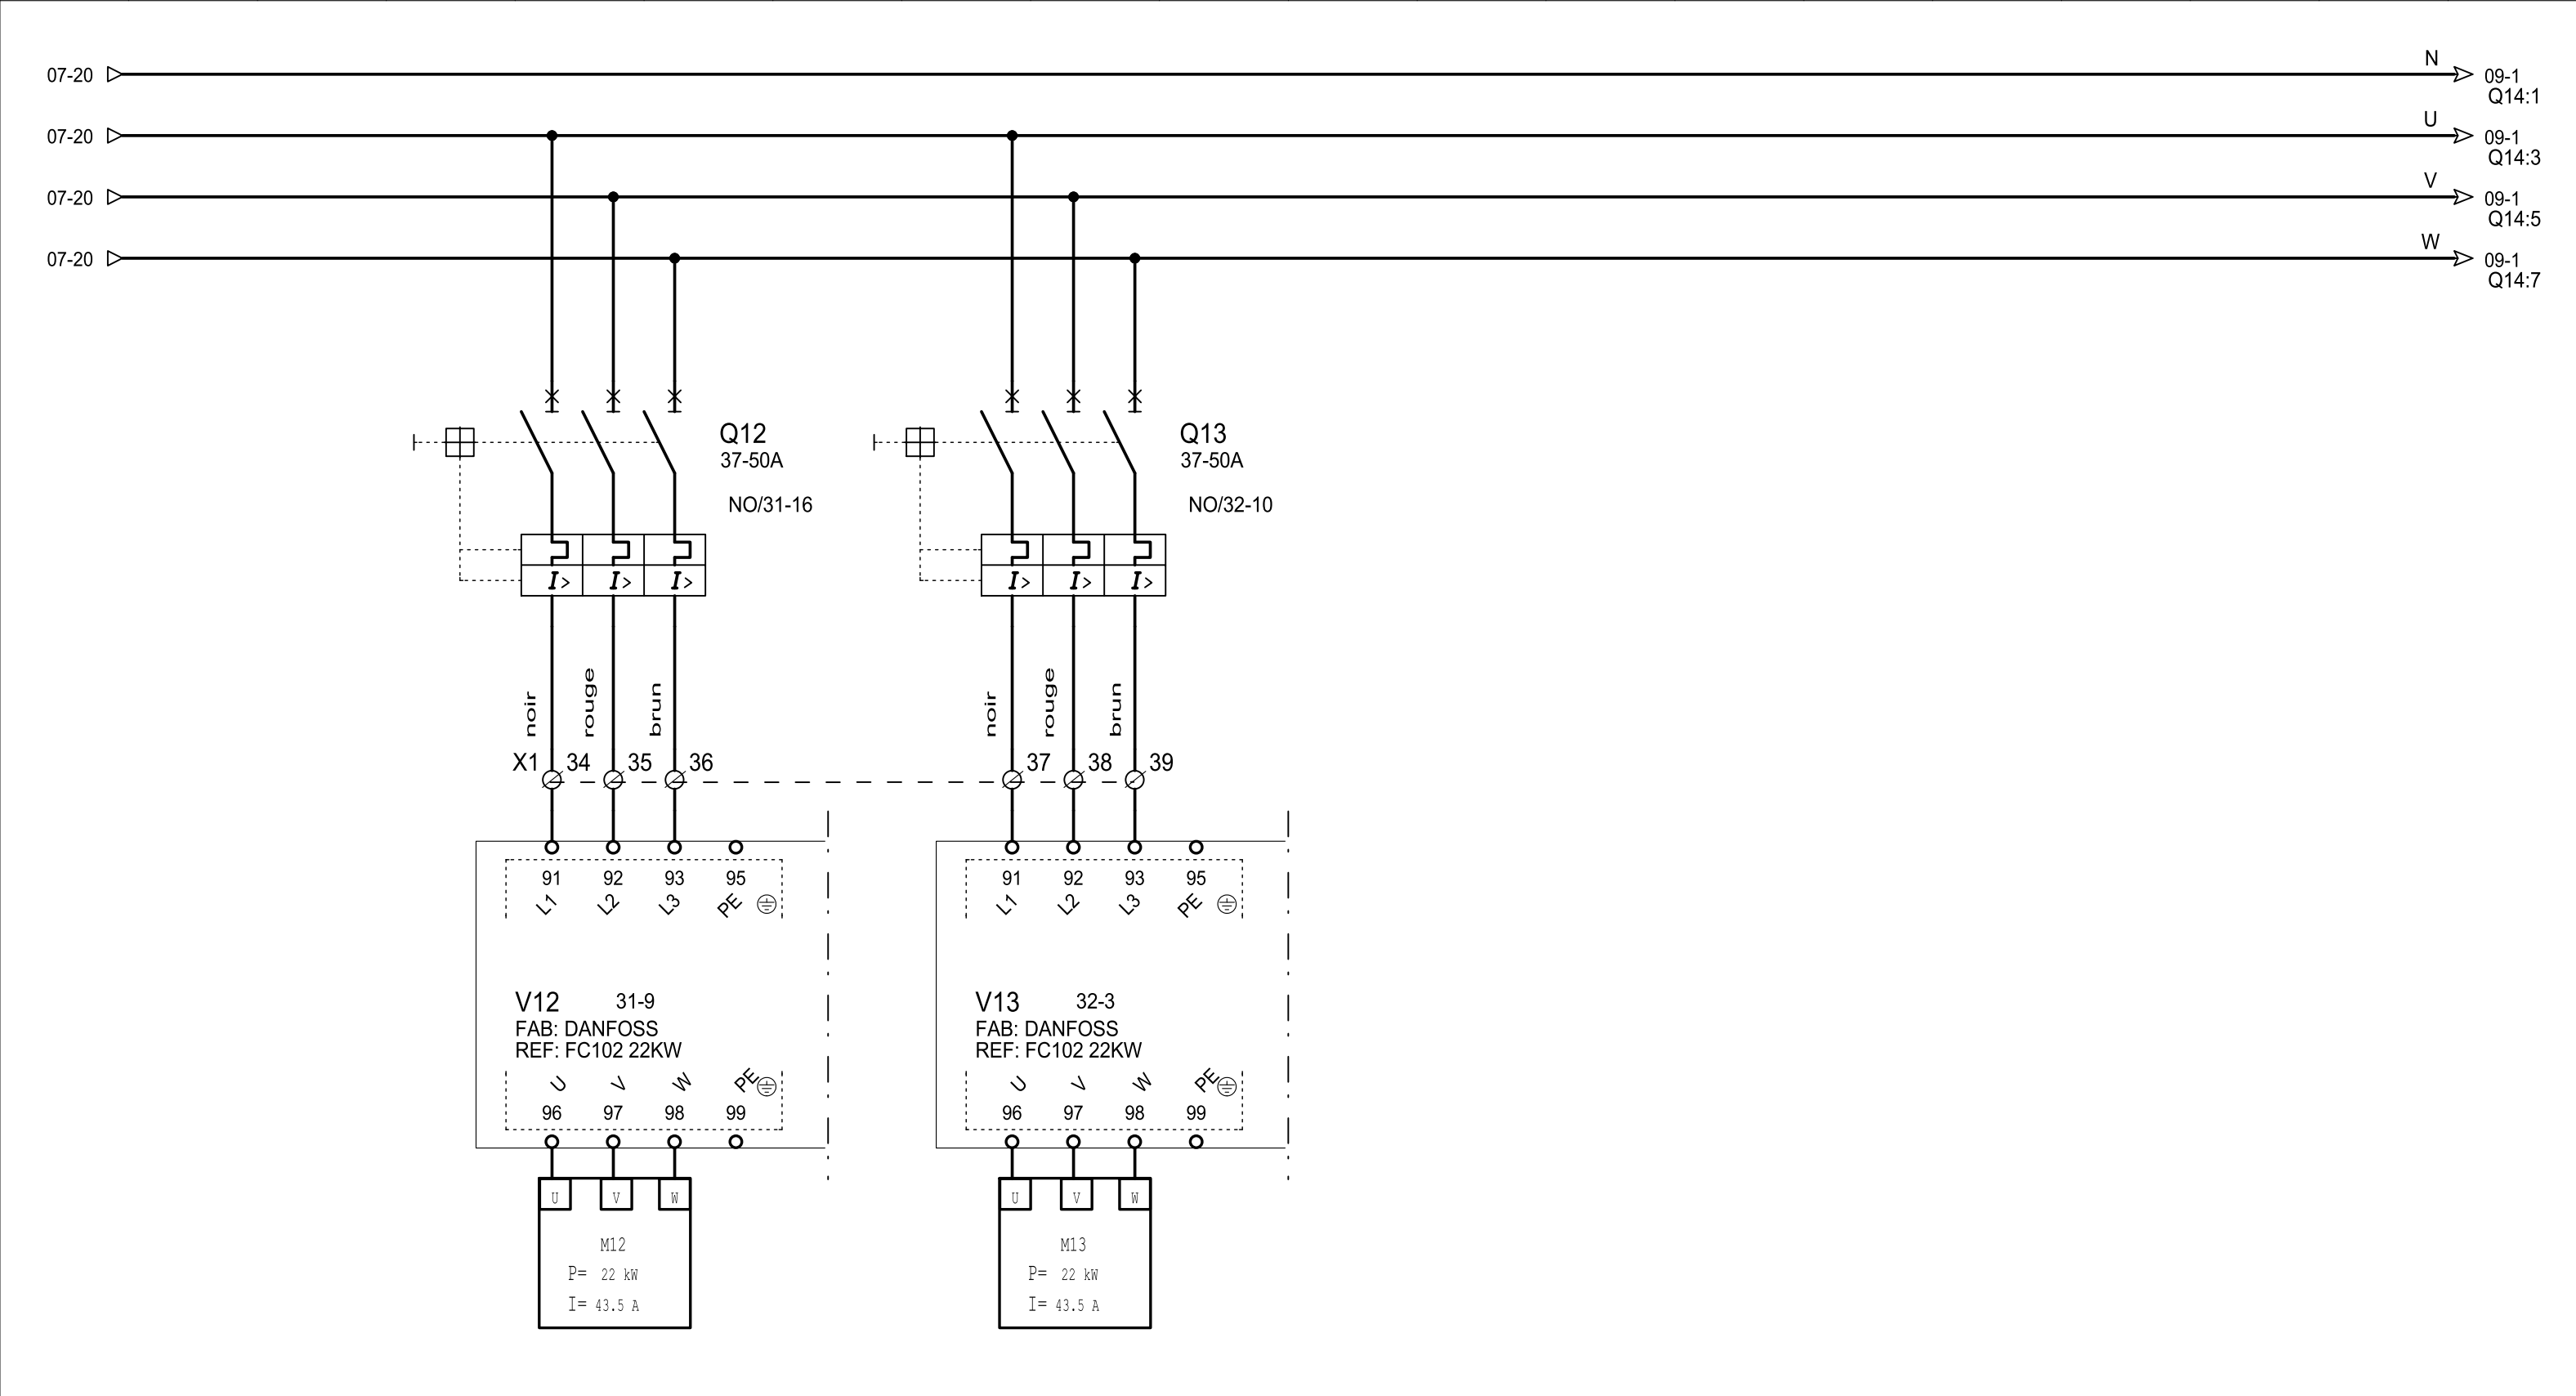 07-20
N
09-1
Q14:1
07-20
U
09-1
Q14:3
07-20
V
09-1
Q14:5
07-20
W
09-1
Q14:7
Q12
37-50A
NO/31-16
Q13
37-50A
NO/32-10
I> I> I>
I> I> I>
noir rouge brun
noir rouge brun
X1 34 35 36 37 38 39
91 92 93 95
L1 L2 L3 PE
91 92 93 95
L1 L2 L3 PE
V12 31-9
FAB: DANFOSS
REF: FC102 22KW
V13 32-3
FAB: DANFOSS
REF: FC102 22KW
U V W PE
96 97 98 99
U V W PE
96 97 98 99
U V W
M12
P= 22 kW
I= 43.5 A
U V W
M13
P= 22 kW
I= 43.5 A